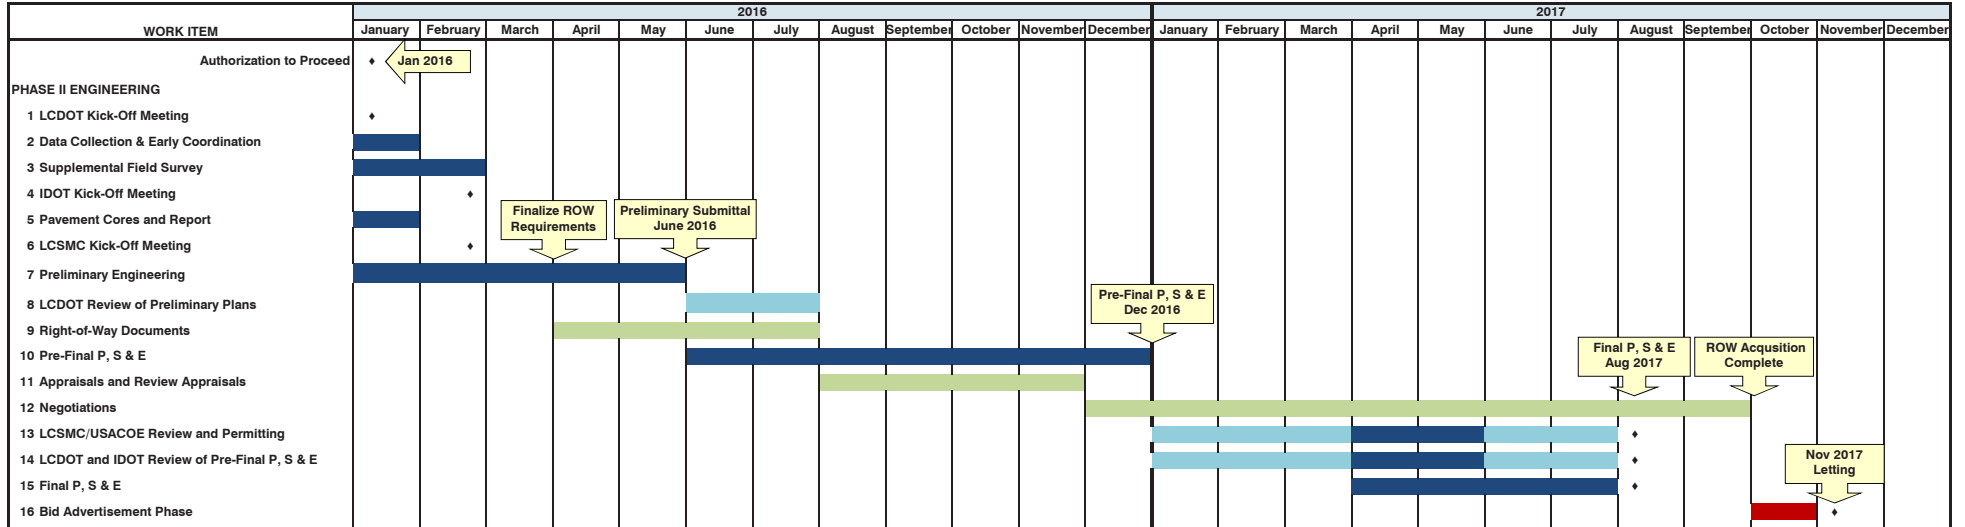 2016 2017
WORK ITEM January February March April May June July August September October November December January February March April May June July August September October November December
Authorization to Proceed ♦ Jan 2016
PHASE II ENGINEERING
1 LCDOT Kick-Off Meeting ♦
2 Data Collection & Early Coordination
3 Supplemental Field Survey
4 IDOT Kick-Off Meeting ♦
5 Pavement Cores and Report
Finalize ROW
Requirements
Preliminary Submittal
June 2016
6 LCSMC Kick-Off Meeting ♦
7 Preliminary Engineering
8 LCDOT Review of Preliminary Plans
Pre-Final P, S & E
Dec 2016
9 Right-of-Way Documents
10 Pre-Final P, S & E
Final P, S & E
Aug 2017
ROW Acqusition
Complete
11 Appraisals and Review Appraisals
12 Negotiations
13 LCSMC/USACOE Review and Permitting ♦
14 LCDOT and IDOT Review of Pre-Final P, S & E ♦
Nov 2017
Letting
15 Final P, S & E ♦
16 Bid Advertisement Phase ♦